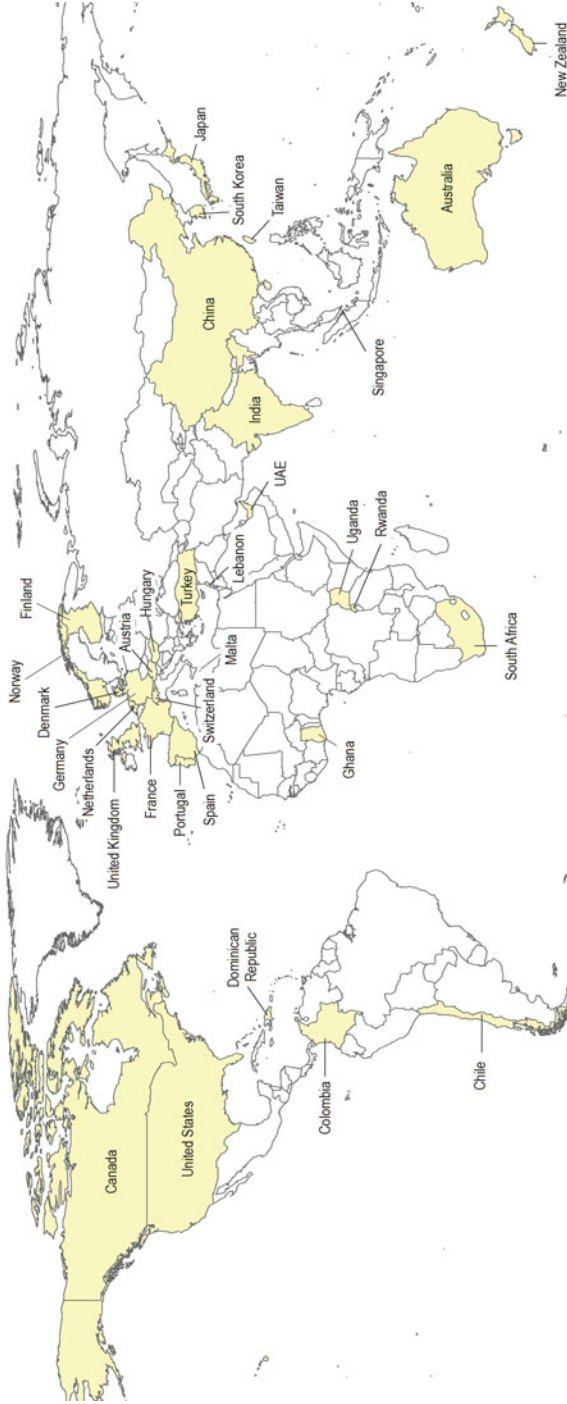 Canada
United States
Dominican
Republic
Colombia
Chile
Norway
Finland
Denmark
Germany
Netherlands
United Kingdom
France
Portugal
Spain
Austria
Hungary
Switzerland
Malta
Turkey
Lebanon
UAE
Uganda
Rwanda
Ghana
South Africa
China
India
Japan
South Korea
Taiwan
Singapore
Australia
New Zealand